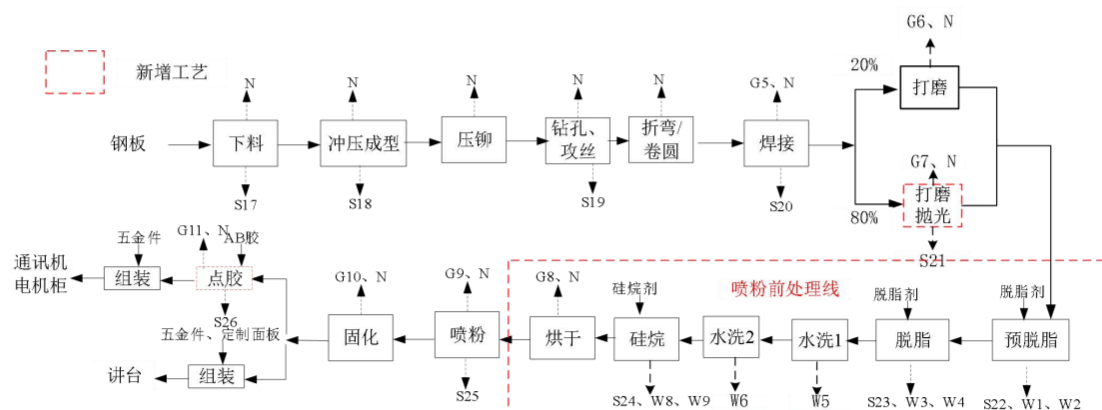 G6、N
新增工艺
20%
打磨
N
N
N
N
N
G5、N
钢板
下料
冲压成型
压铆
钻孔、
攻丝
折弯/
卷圆
焊接
G7、N
S17
S18
S19
S20
80%
打磨
抛光
S21
五金件
G11、N
AB胶
通讯机
电机柜
组装
点胶
S26
G10、N
G9、N
G8、N
硅烷剂
喷粉前处理线
脱脂剂
脱脂剂
五金件、定制面板
固化
喷粉
烘干
硅烷
水洗2
水洗1
脱脂
预脱脂
讲台
组装
S25
S24、W8、W9
W6
W5
S23、W3、W4
S22、W1、W2